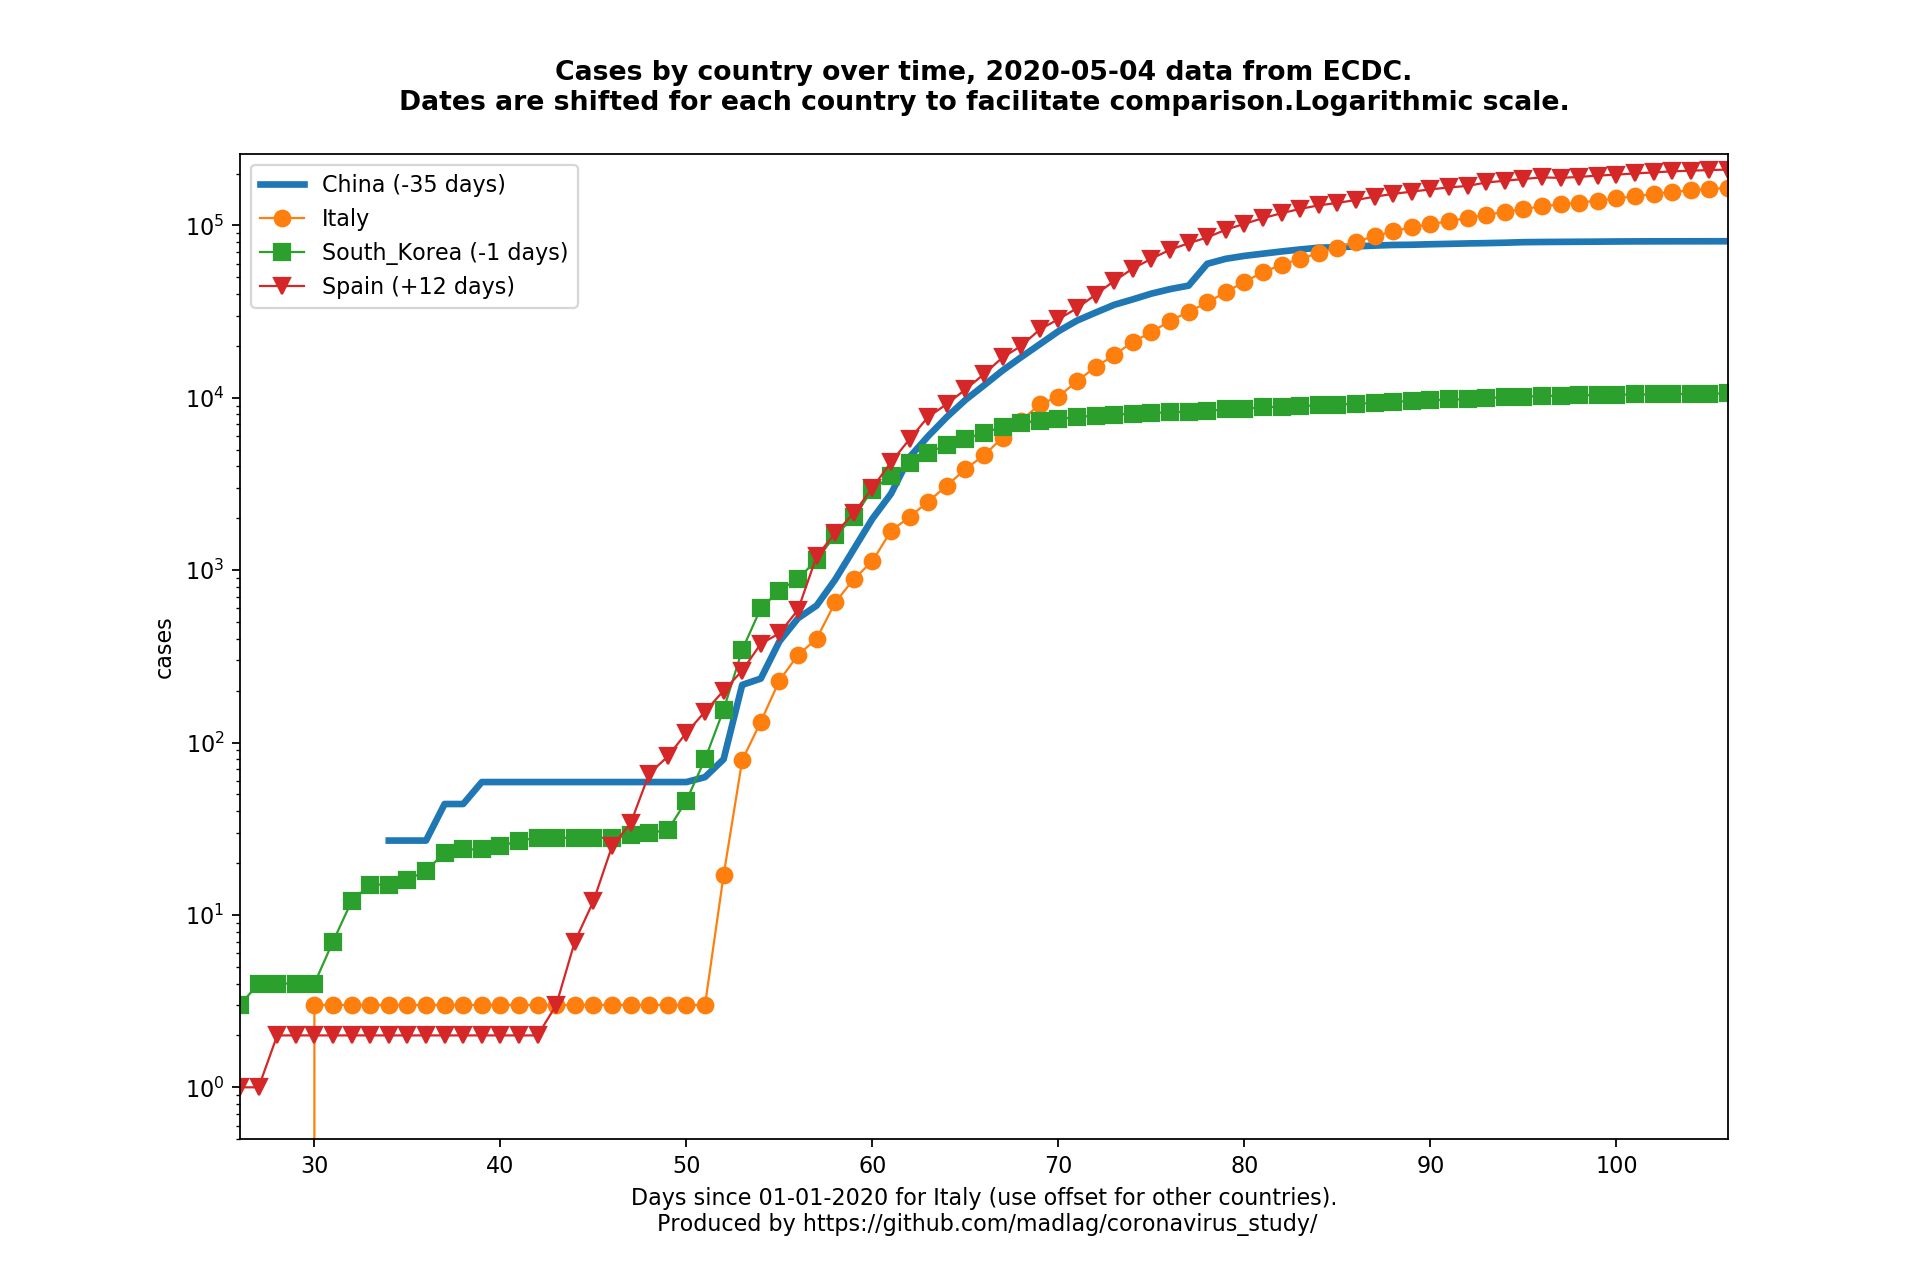 Cases by country over time, 2020-05-04 data from ECDC.
Dates are shifted for each country to facilitate comparison.Logarithmic scale.
China (-35 days)
Italy
South_Korea (-1 days)
Spain (+12 days)
10^5
10^4
10^3
10^2
10^1
10^0
cases
30 40 50 60 70 80 90 100
Days since 01-01-2020 for Italy (use offset for other countries).
Produced by https://github.com/madlag/coronavirus_study/